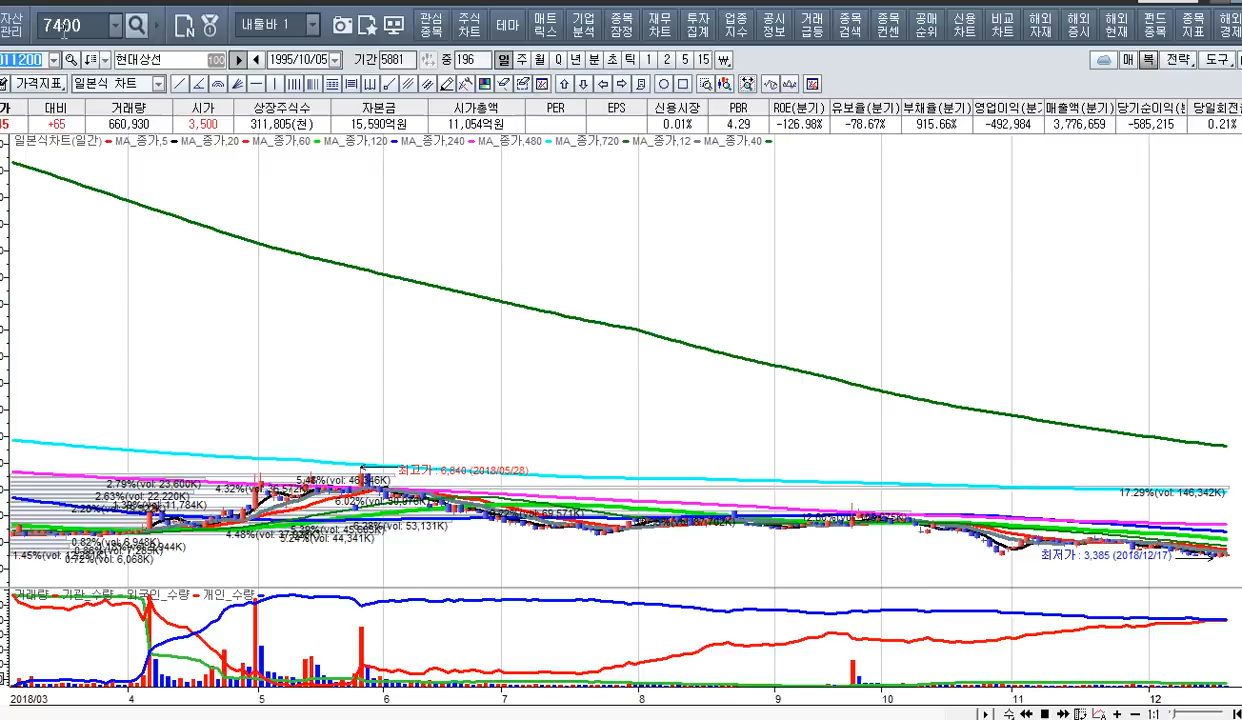 자산 관리 7400 내툴바 1 관심 종목 주식 차트 테마 매트 릭스 기업 분석 종목 잠정 재무 차트 투자 집계 업종 지수 공시 정보 거래 급등 종목 검색 종목 컨센 공매 순위 신용 차트 비교 차트 해외 자재 해외 증시 해외 현재 펀드 종목 종목 지표 해외 경제
현대상선 100 1995/10/05 기간 5881 중 196 일 주 월 Q 년 분 초 틱 1 2 5 15 매 복 전략 도구
가격지표 일본식 차트
가 대비 거래량 시가 상장주식수 자본금 시가총액 PER EPS 신용시장 PBR ROE(분기) 유보율(분기) 부채율(분기) 영업이익(분기 매출액(분기) 당기순이익(분 당일회전
45 +65 660,930 3,500 311,805(천) 15,590억원 11,054억원 0.01% 4.29 -126.98% -78.67% 915.66% -492,984 3,776,659 -585,215 0.21%
일본식차트(일간) MA_종가,5 MA_종가,20 MA_종가,60 MA_종가,120 MA_종가,240 MA_종가,480 MA_종가,720 MA_종가,12 MA_종가,40
최고가 : 6,640 (2018/05/28)
2.79%(vol: 23,600K)
2.63%(vol: 22,220K)
17.29%(vol: 146,342K)
최저가 : 3,385 (2018/12/17)
0.72%(vol: 6,068K)
거래량 기관_수량 외국인_수량 개인_수량
2018/03 4 5 6 7 8 9 10 11 12
수 1:1